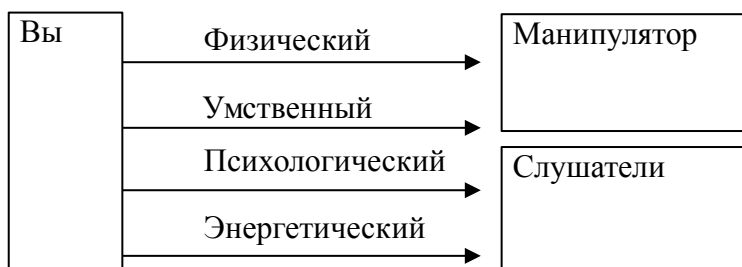 Вы
Физический
Манипулятор
Умственный
Психологический
Слушатели
Энергетический